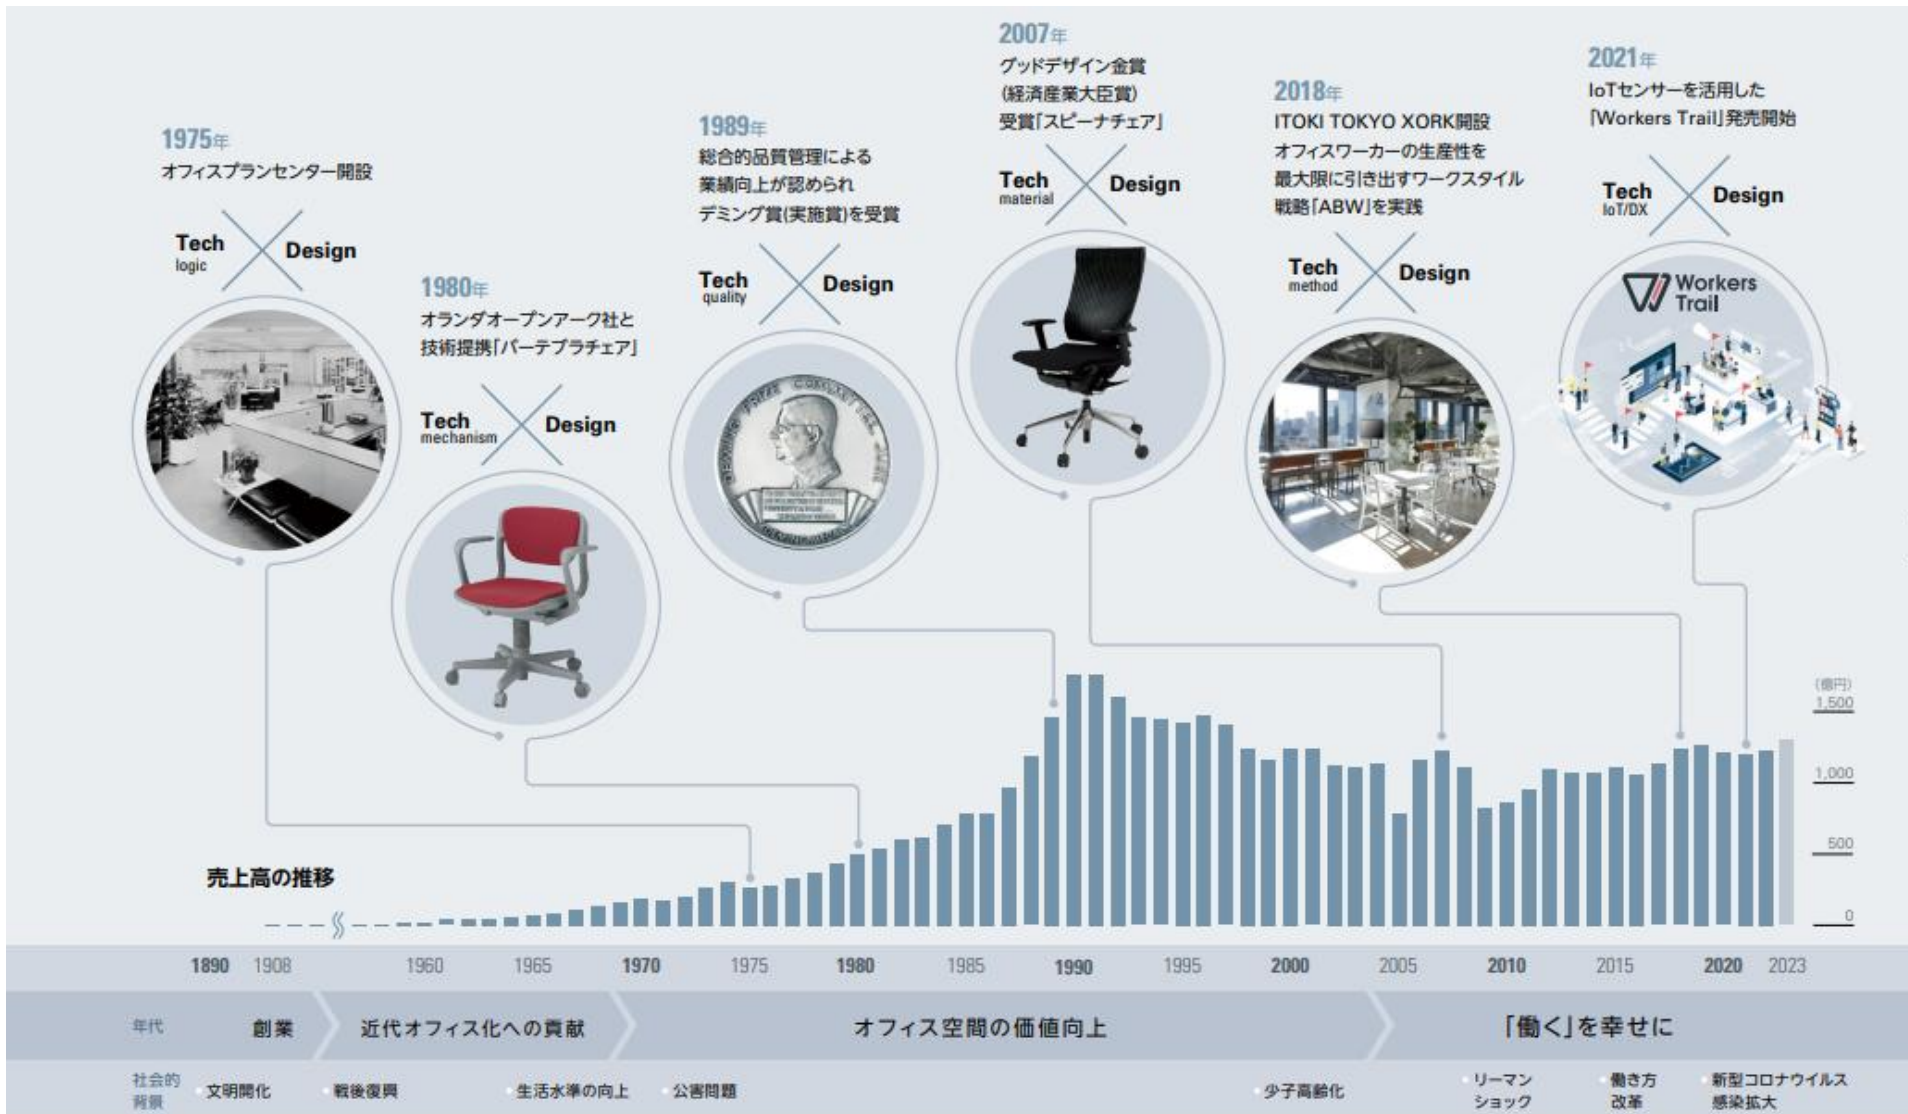 1975年
オフィスプランセンター開設
Tech
logic
Design
1980年
オランダオープンアーク社と
技術提携「バーテブラチェア」
Tech
mechanism
Design
1989年
総合的品質管理による
業績向上が認められ
デミング賞(実施賞)を受賞
Tech
quality
Design
2007年
グッドデザイン金賞
(経済産業大臣賞)
受賞「スピーナチェア」
Tech
material
Design
2018年
ITOKI TOKYO XORK開設
オフィスワーカーの生産性を
最大限に引き出すワークスタイル
戦略「ABW」を実践
Tech
method
Design
2021年
IoTセンサーを活用した
「Workers Trail」発売開始
Tech
IoT/DX
Design
Workers
Trail
売上高の推移
(億円)
1,500
1,000
500
0
1890 1908 1960 1965 1970 1975 1980 1985 1990 1995 2000 2005 2010 2015 2020 2023
年代 創業 近代オフィス化への貢献 オフィス空間の価値向上 「働く」を幸せに
社会的
背景
文明開化
戦後復興
生活水準の向上
公害問題
少子高齢化
リーマン
ショック
働き方
改革
新型コロナウイルス
感染拡大